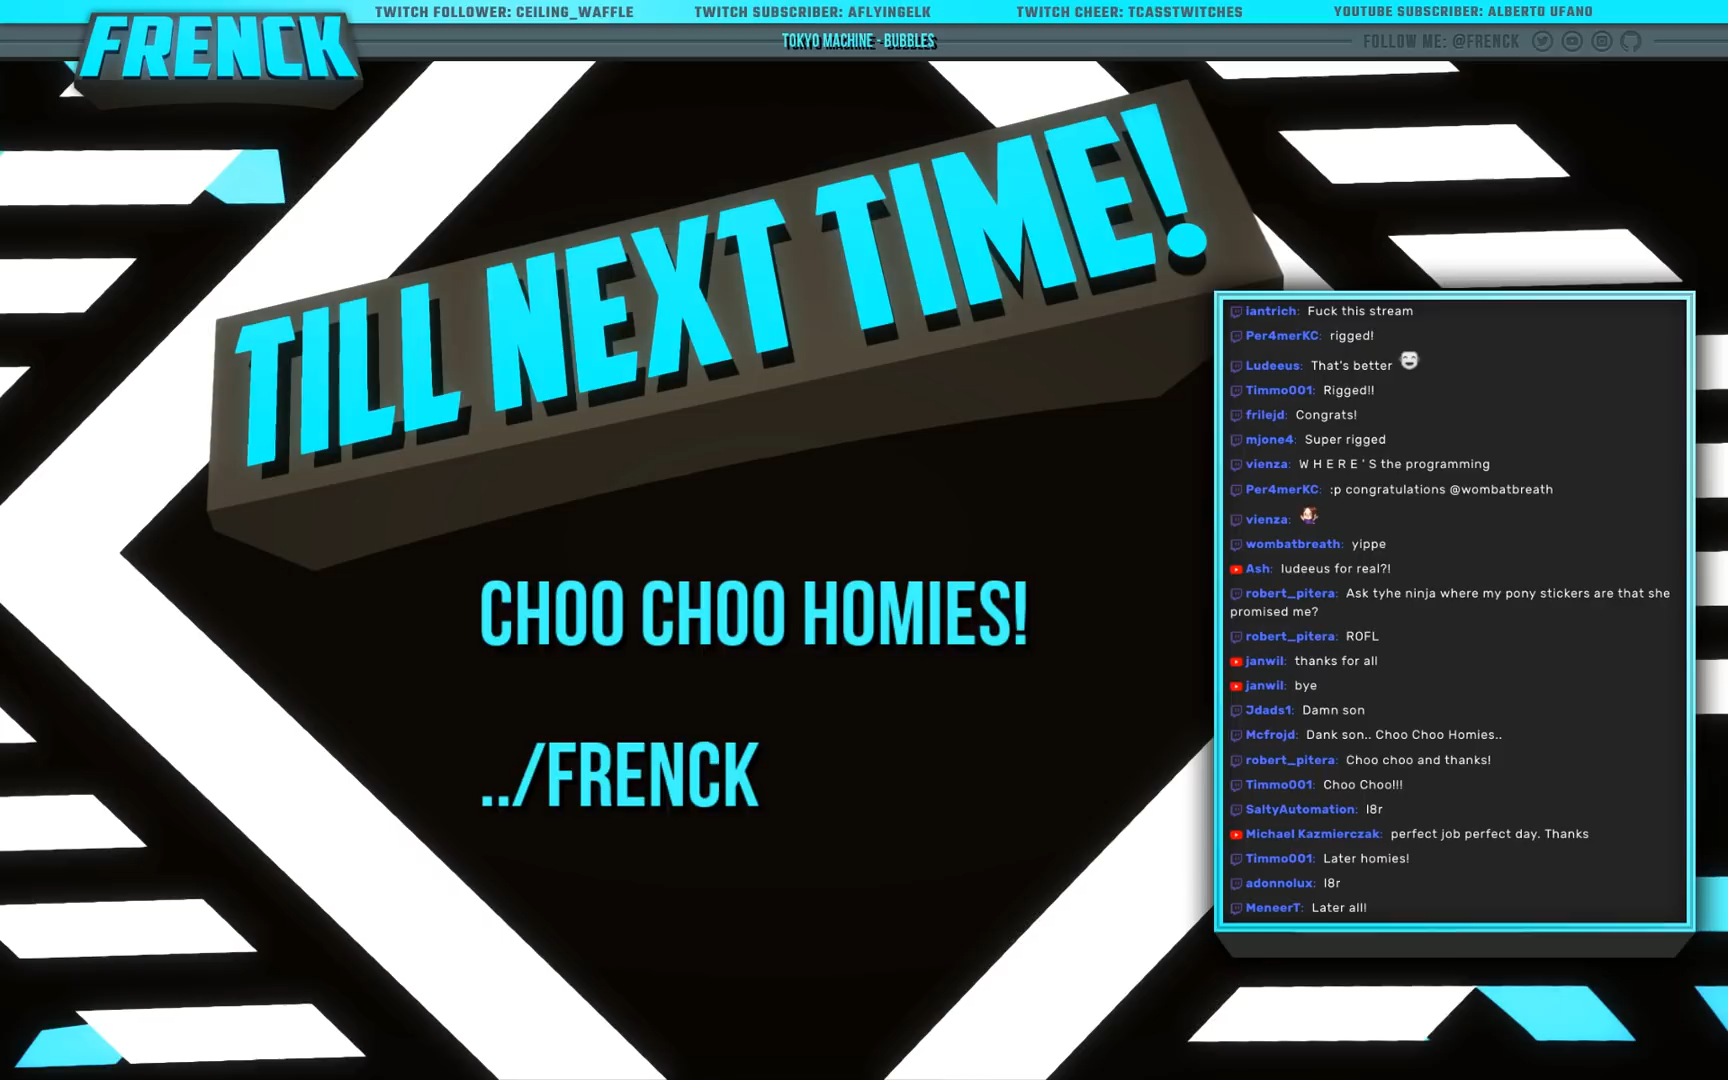 TWITCH FOLLOWER: CEILING_WAFFLE
TWITCH SUBSCRIBER: AFLYINGELK
TWITCH CHEER: TCASSTWITCHES
YOUTUBE SUBSCRIBER: ALBERTO UFANO
FRENCK
TOKYO MACHINE - BUBBLES
FOLLOW ME: @FRENCK
TILL NEXT TIME!
CHOO CHOO HOMIES!
../FRENCK
iantrich: Fuck this stream
Per4merKC: rigged!
Ludeeus: That's better
Timmo001: Rigged!!
frilejd: Congrats!
mjone4: Super rigged
vienza: W H E R E ' S the programming
Per4merKC: :p congratulations @wombatbreath
vienza:
wombatbreath: yippe
Ash: ludeeus for real?!
robert_pitera: Ask tyhe ninja where my pony stickers are that she
promised me?
robert_pitera: ROFL
janwil: thanks for all
janwil: bye
Jdads1: Damn son
Mcfrojd: Dank son.. Choo Choo Homies..
robert_pitera: Choo choo and thanks!
Timmo001: Choo Choo!!!
SaltyAutomation: l8r
Michael Kazmierczak: perfect job perfect day. Thanks
Timmo001: Later homies!
adonnolux: l8r
MeneerT: Later all!